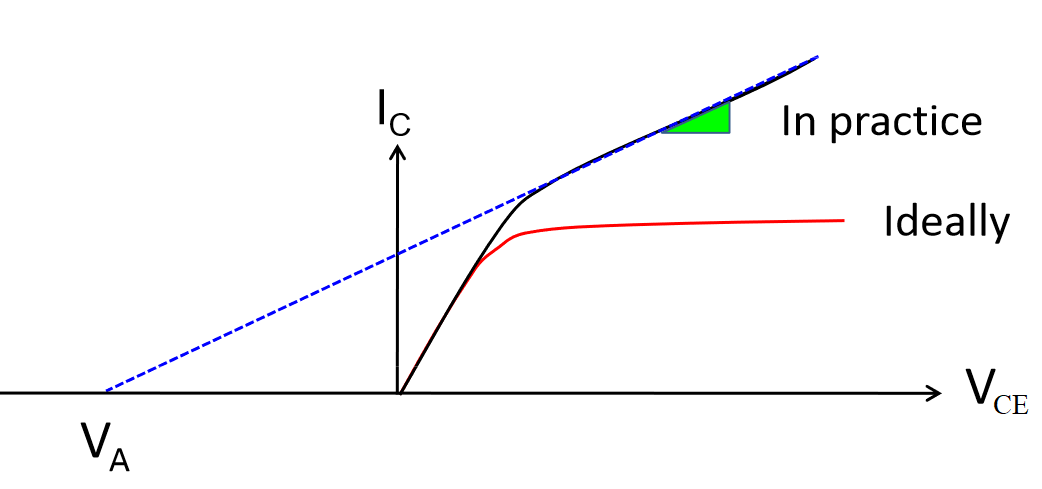 I_C
In practice
Ideally
V_CE
V_A